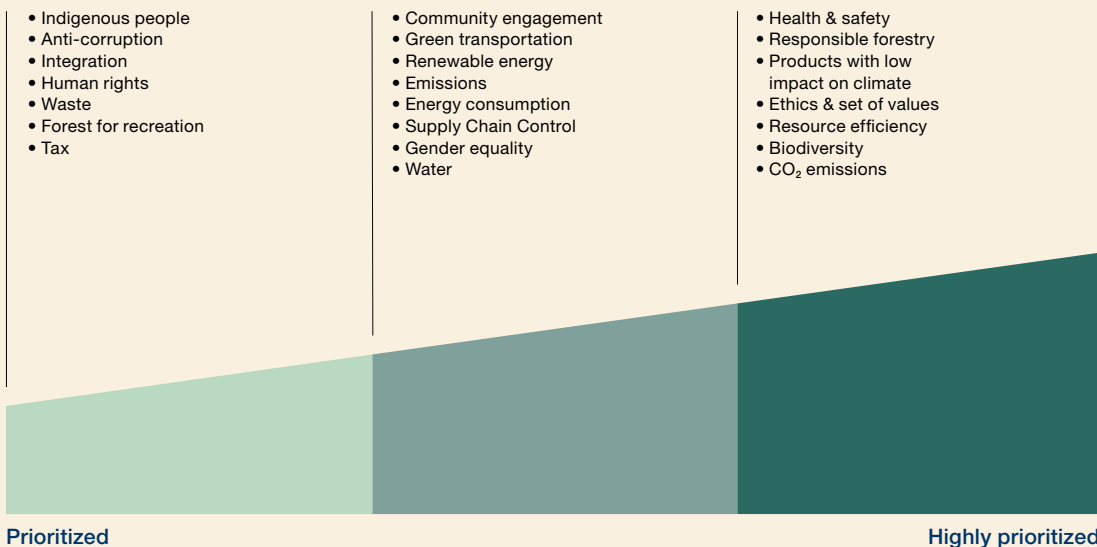 • Indigenous people
• Anti-corruption
• Integration
• Human rights
• Waste
• Forest for recreation
• Tax
• Community engagement
• Green transportation
• Renewable energy
• Emissions
• Energy consumption
• Supply Chain Control
• Gender equality
• Water
• Health & safety
• Responsible forestry
• Products with low
impact on climate
• Ethics & set of values
• Resource efficiency
• Biodiversity
• CO₂ emissions
Prioritized
Highly prioritized